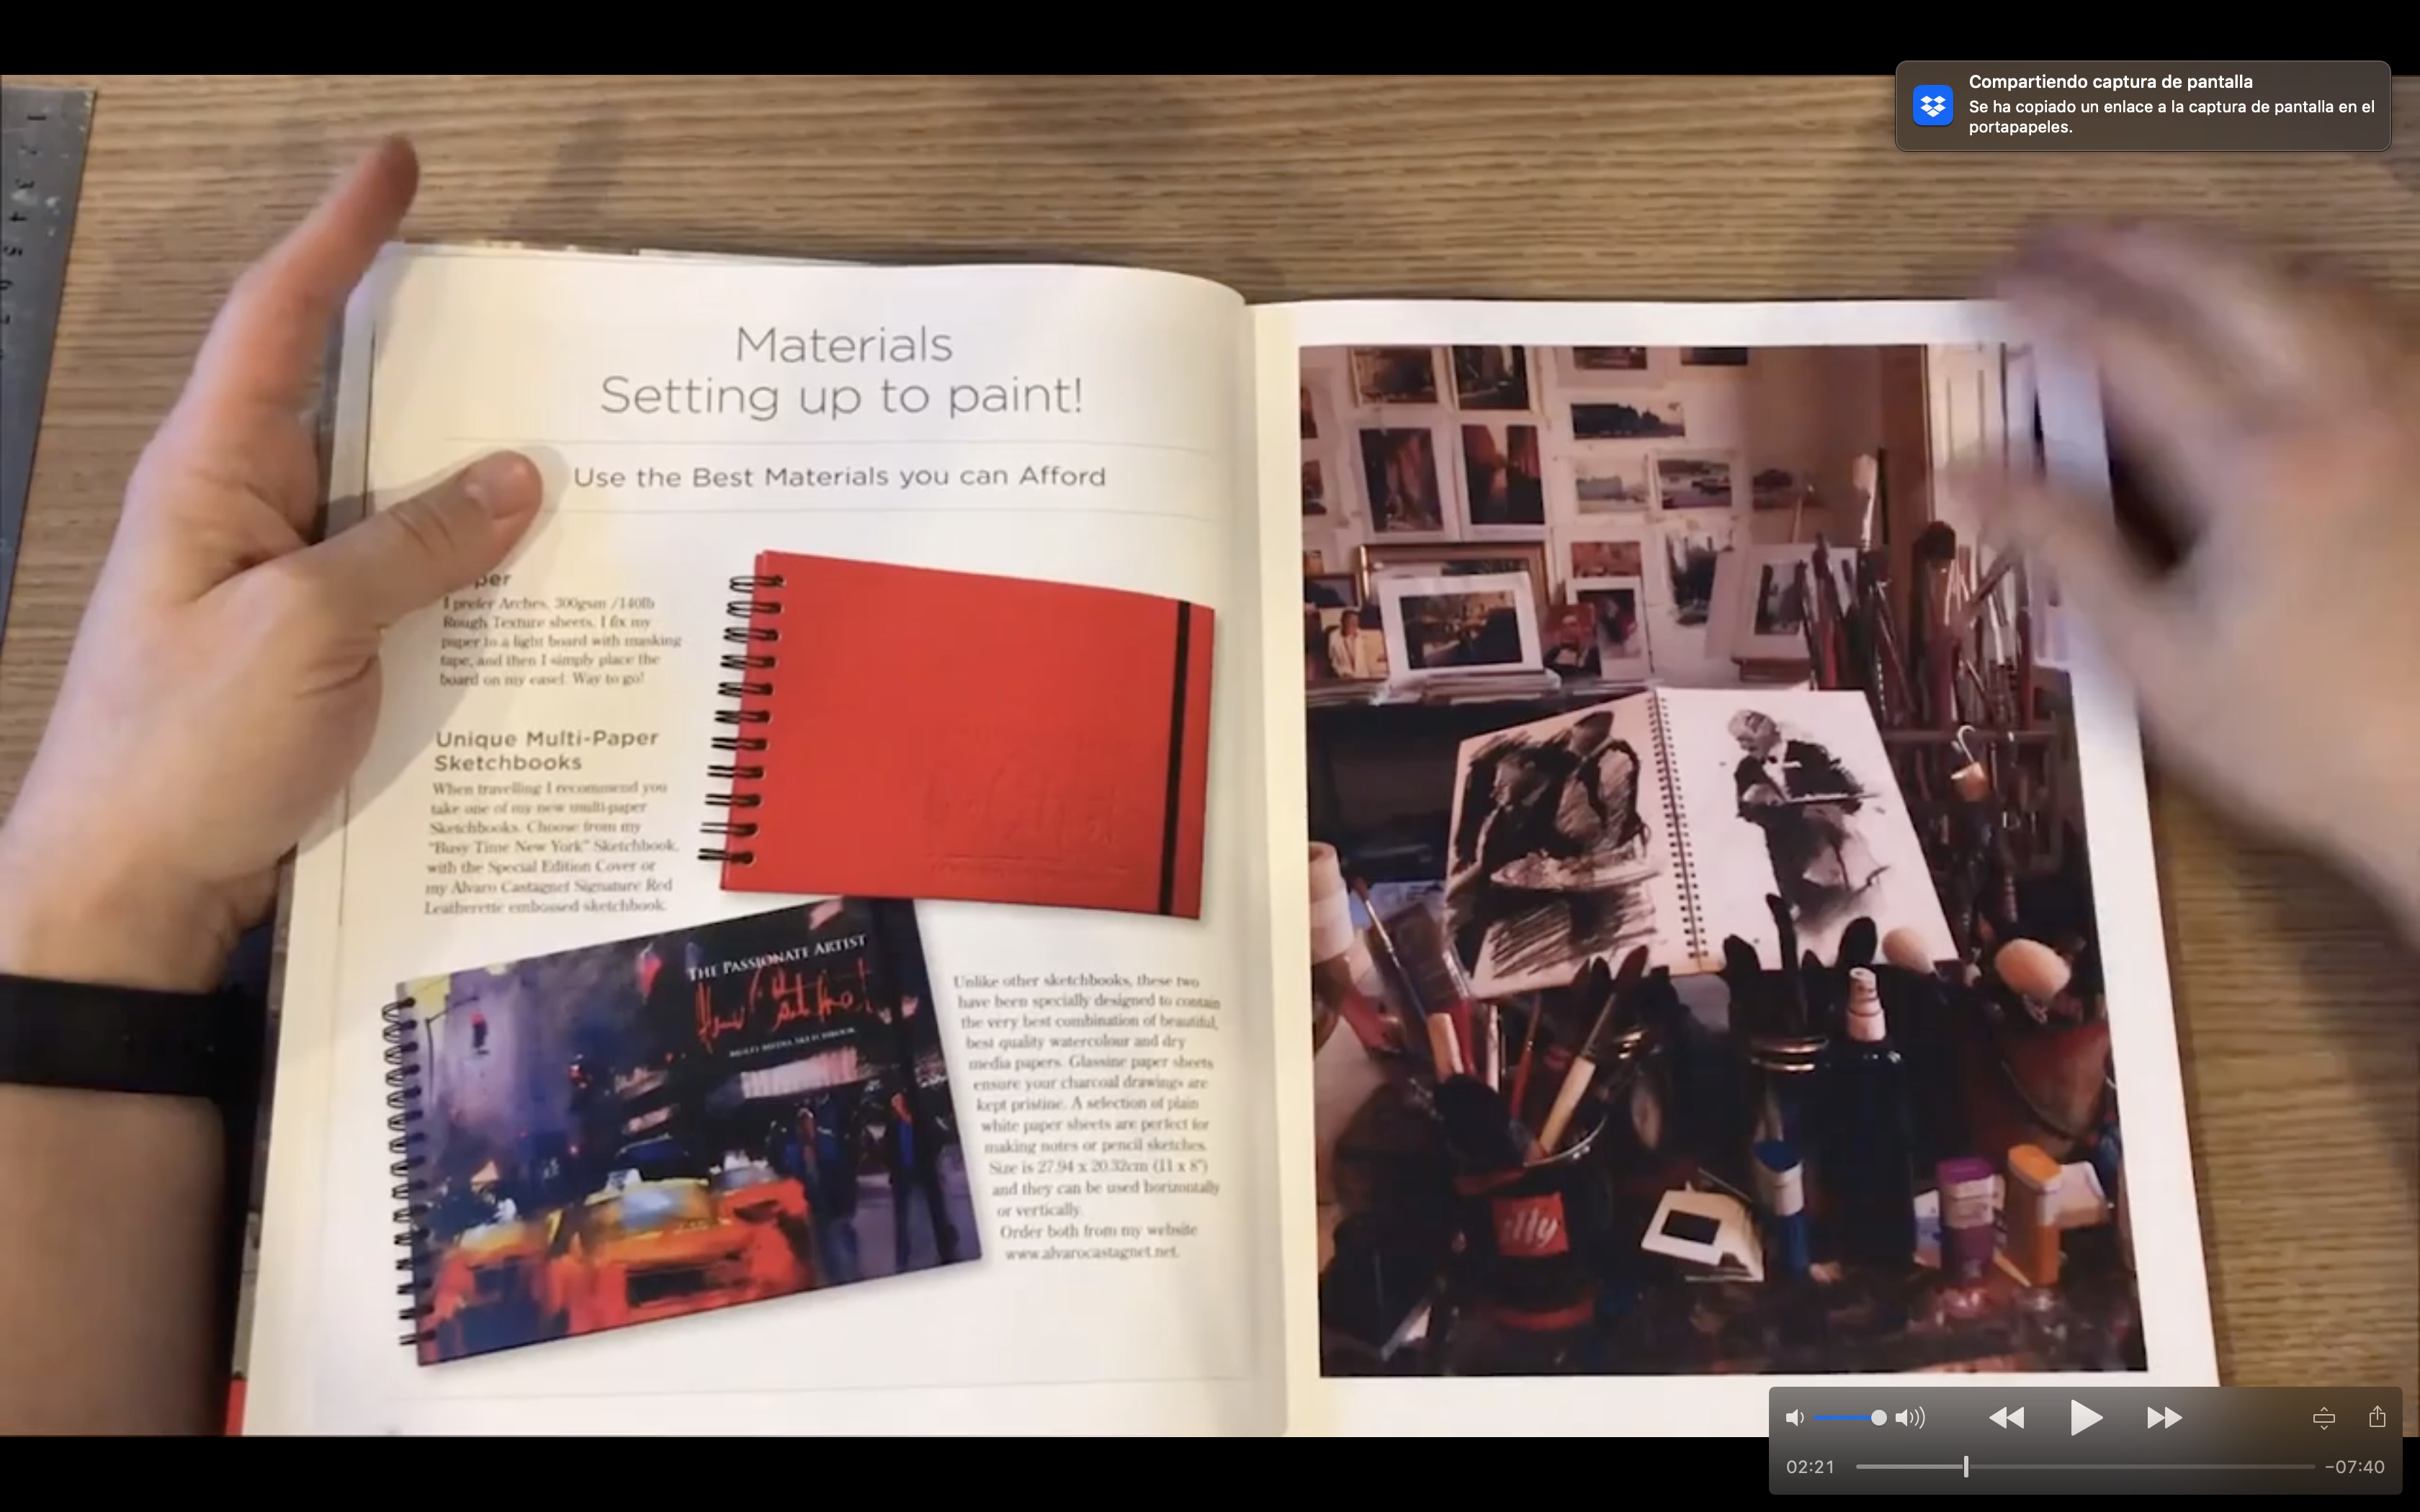 Compartiendo captura de pantalla
Se ha copiado un enlace a la captura de pantalla en el
portapapeles.
Materials
Setting up to paint!
Use the Best Materials you can Afford
per
I prefer Arches, 300gsm /140lb
Rough Texture sheets. I fix my
paper to a light board with masking
tape, and then I simply place the
board on my easel. Way to go!
Unique Multi-Paper
Sketchbooks
When travelling I recommend you
take one of my new multi-paper
Sketchbooks. Choose from my
"Busy Time New York" Sketchbook,
with the Special Edition Cover or
my Alvaro Castagnet Signature Red
Leatherette embossed sketchbook.
THE PASSIONATE ARTIST
MULTI MEDIA SKETCHBOOK
Unlike other sketchbooks, these two
have been specially designed to contain
the very best combination of beautiful,
best quality watercolour and dry
media papers. Glassine paper sheets
ensure your charcoal drawings are
kept pristine. A selection of plain
white paper sheets are perfect for
making notes or pencil sketches.
Size is 27.94 x 20.32cm (11 x 8")
and they can be used horizontally
or vertically.
Order both from my website
www.alvarocastagnet.net.
illy
02:21
-07:40